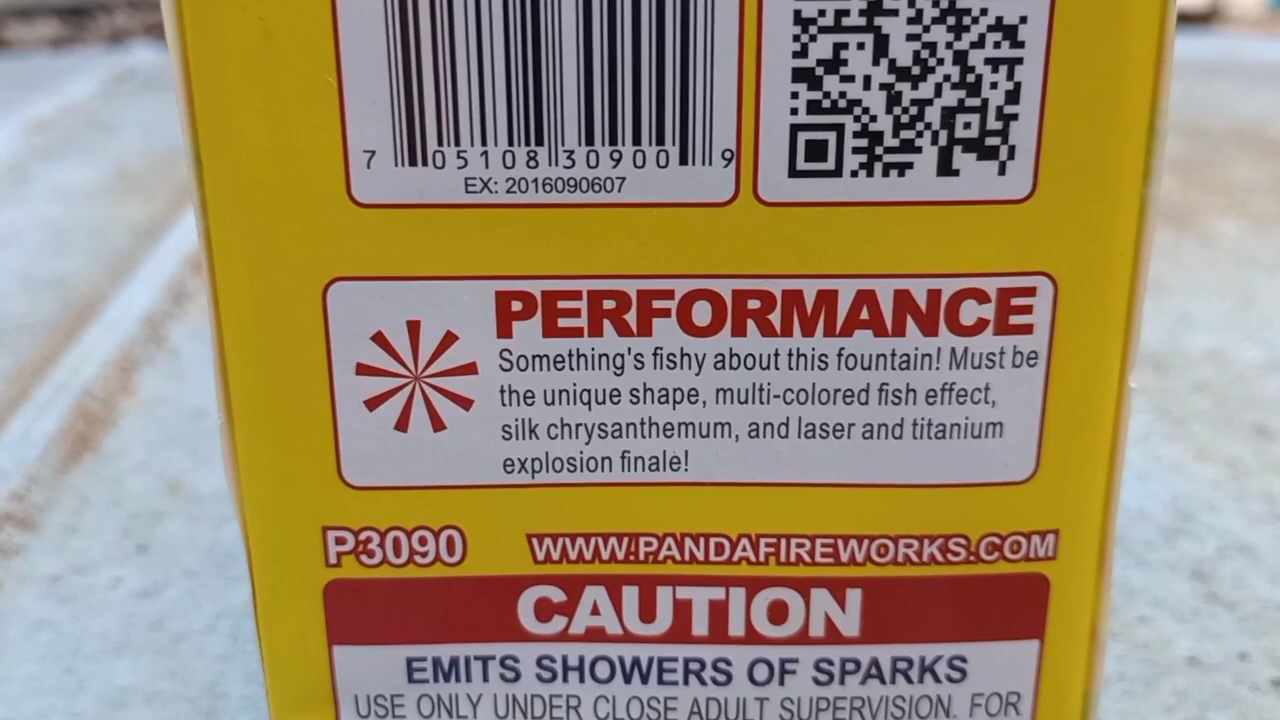 7 05108 30900 9
EX: 2016090607
PERFORMANCE
Something's fishy about this fountain! Must be
the unique shape, multi-colored fish effect,
silk chrysanthemum, and laser and titanium
explosion finale!
P3090 WWW.PANDAFIREWORKS.COM
CAUTION
EMITS SHOWERS OF SPARKS
USE ONLY UNDER CLOSE ADULT SUPERVISION. FOR